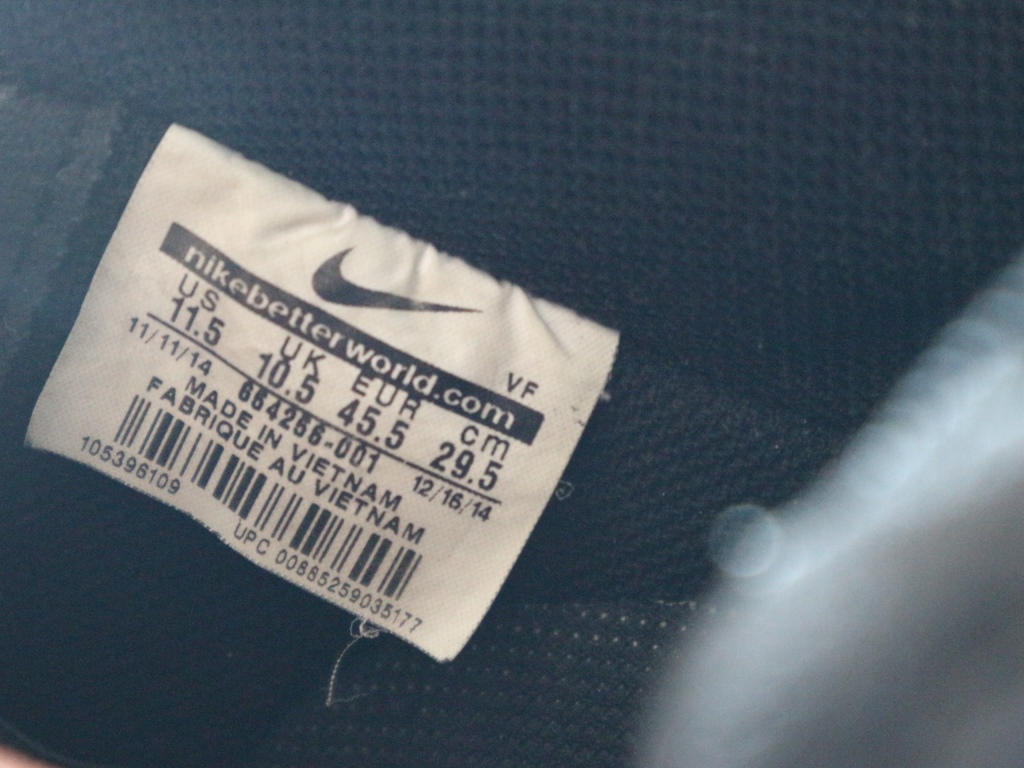 nikebetterworld.com
VF
US UK EUR cm
11.5 10.5 45.5 29.5
11/11/14 664266-001 12/16/14
MADE IN VIETNAM
FABRIQUE AU VIETNAM
105396109
UPC 00885259035177